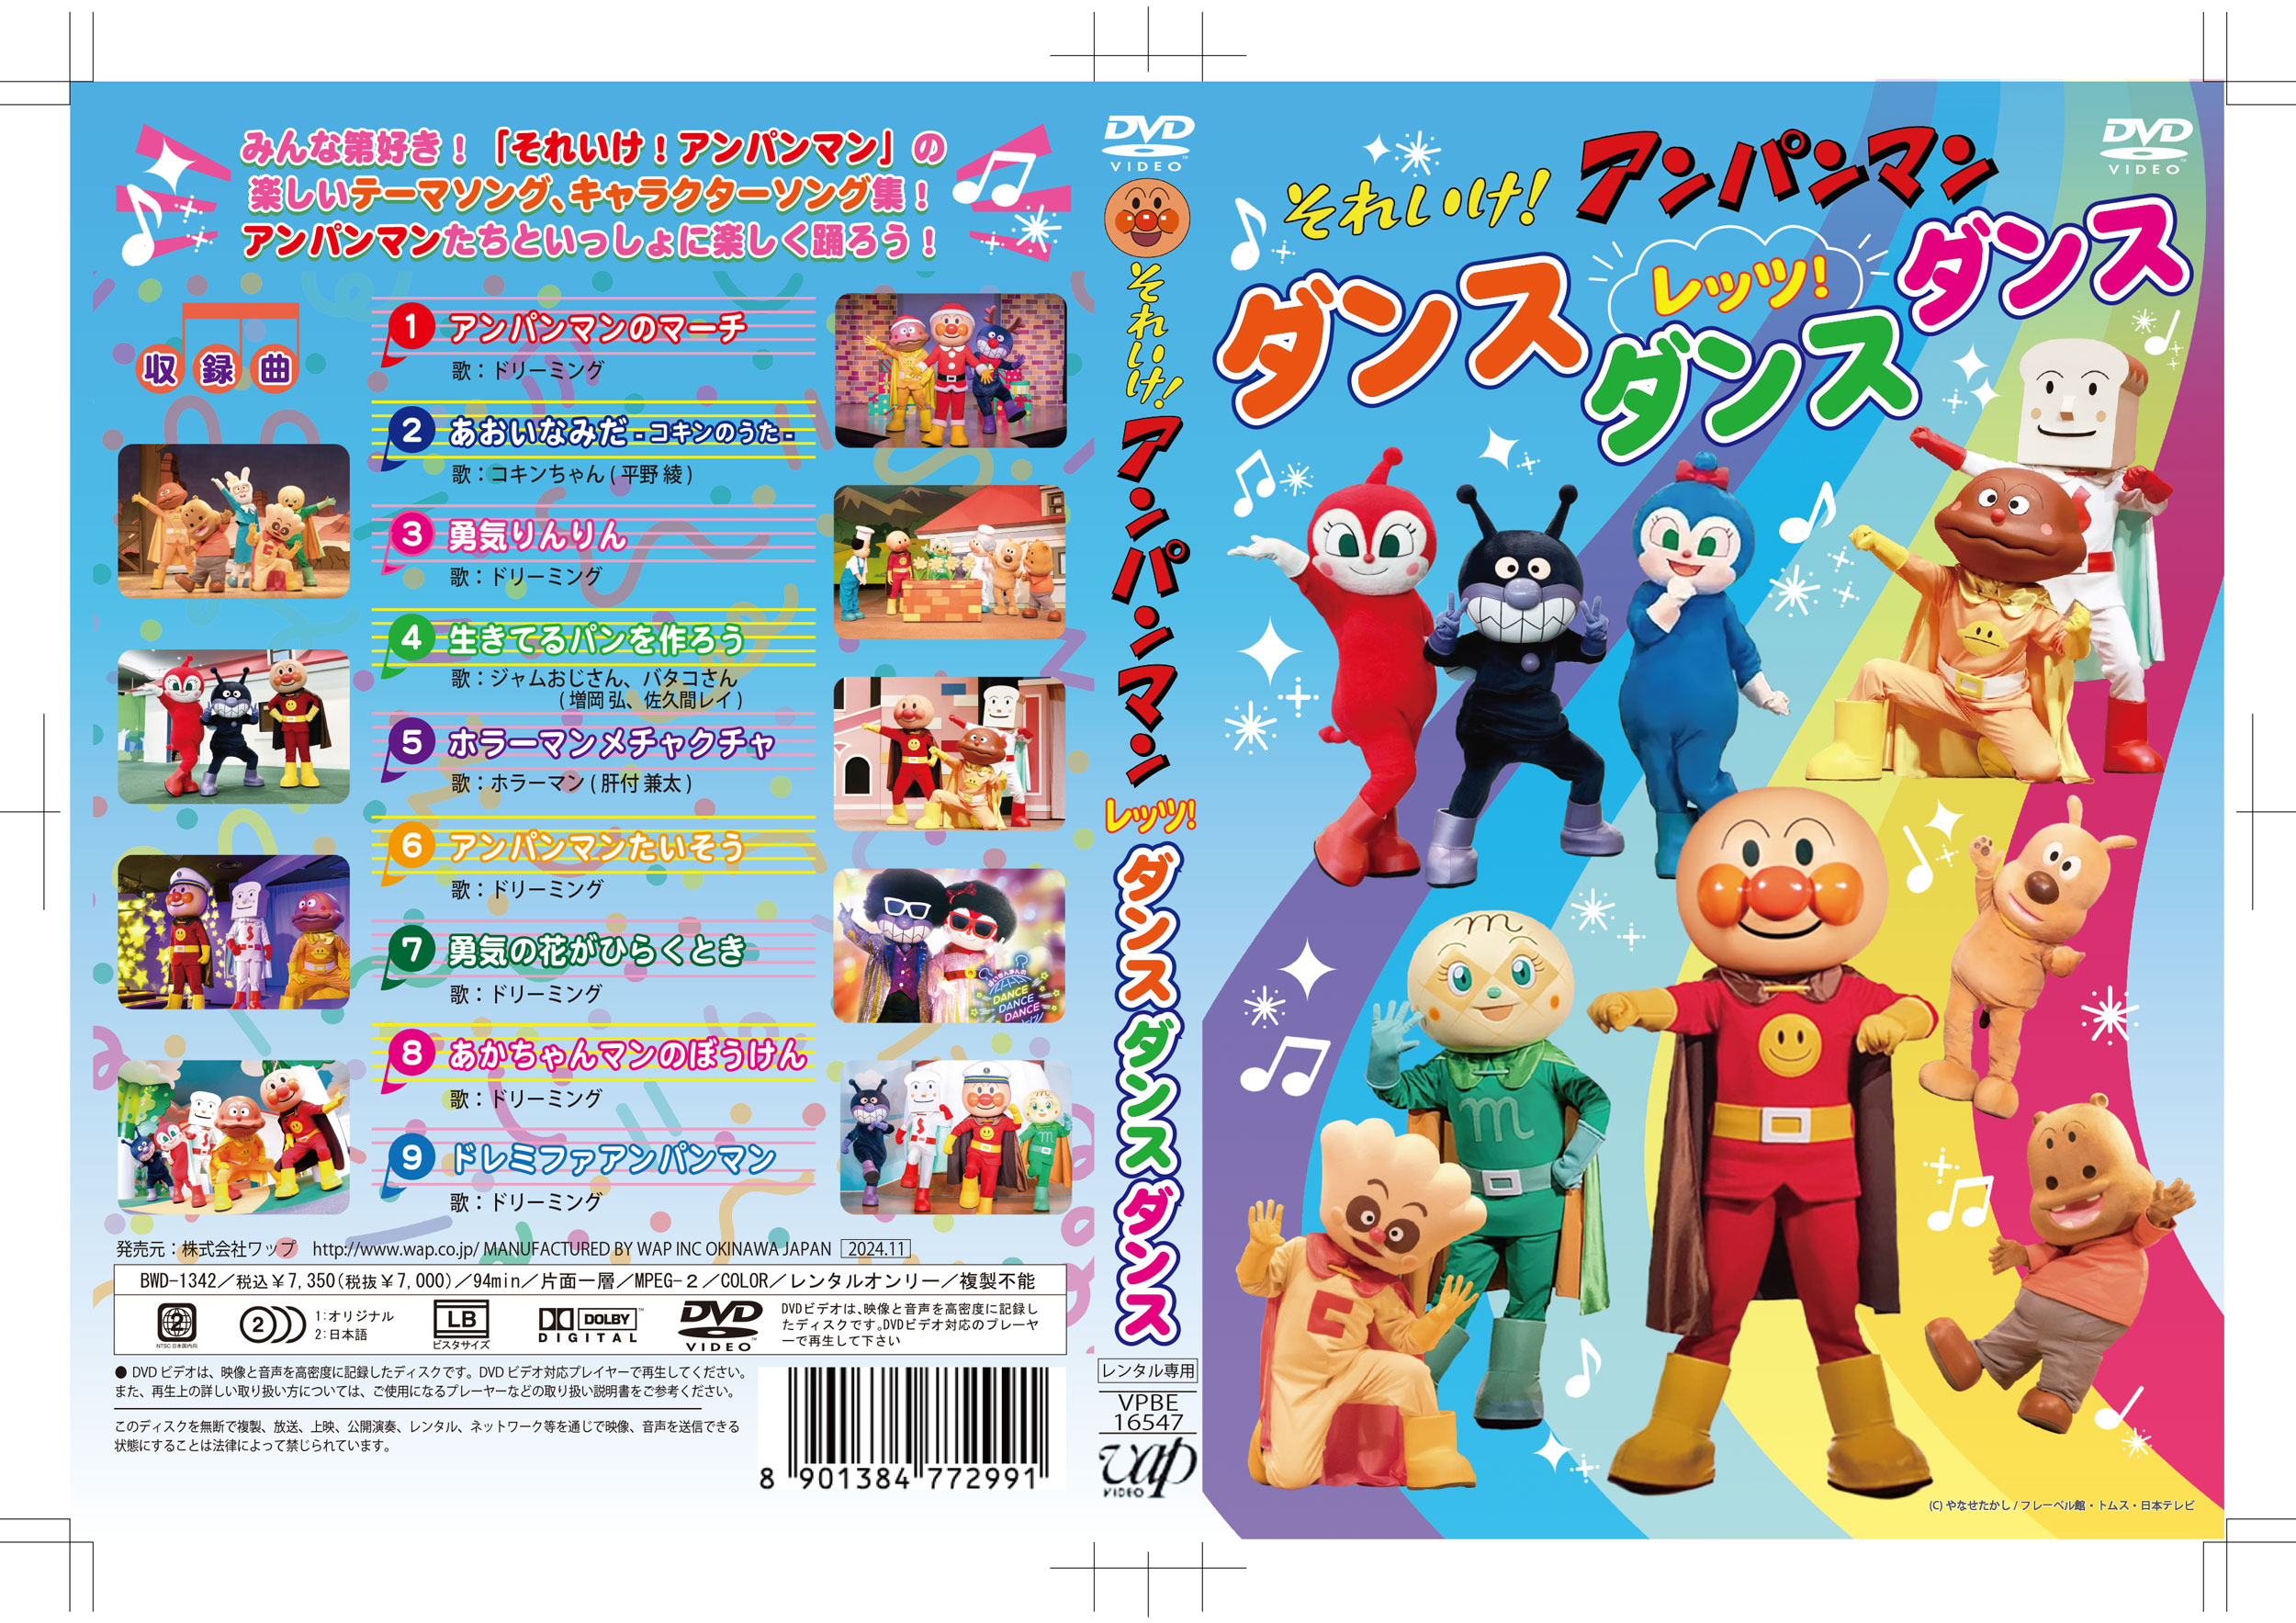 みんな第好き！「それいけ！アンパンマン」の
楽しいテーマソング、キャラクターソング集！
アンパンマンたちといっしょに楽しく踊ろう！
収録曲
1 アンパンマンのマーチ
歌：ドリーミング
2 あおいなみだ - コキンのうた -
歌：コキンちゃん ( 平野 綾 )
3 勇気りんりん
歌：ドリーミング
4 生きてるパンを作ろう
歌：ジャムおじさん、バタコさん
( 増岡 弘、佐久間レイ )
5 ホラーマンメチャクチャ
歌：ホラーマン ( 肝付 兼太 )
6 アンパンマンたいそう
歌：ドリーミング
7 勇気の花がひらくとき
歌：ドリーミング
8 あかちゃんマンのぼうけん
歌：ドリーミング
9 ドレミファアンパンマン
歌：ドリーミング
DANCE
DANCE
DANCE
発売元：株式会社ワップ　http://www.wap.co.jp/ MANUFACTURED BY WAP INC OKINAWA JAPAN 2024.11
BWD-1342／税込￥7,350(税抜￥7,000)／94min／片面一層／MPEG-２／COLOR／レンタルオンリー／複製不能
2
NTSC 日本国内向
2
1:オリジナル
2:日本語
LB
ビスタサイズ
DOLBY
DIGITAL
DVD
VIDEO
DVDビデオは、映像と音声を高密度に記録し
たディスクです。DVDビデオ対応のプレーヤ
ーで再生して下さい
● DVD ビデオは、映像と音声を高密度に記録したディスクです。DVD ビデオ対応プレイヤーで再生してください。
また、再生上の詳しい取り扱い方については、ご使用になるプレーヤーなどの取り扱い説明書をご参考ください。
このディスクを無断で複製、放送、上映、公開演奏、レンタル、ネットワーク等を通じで映像、音声を送信できる
状態にすることは法律によって禁じられています。
8 901384 772991
DVD
VIDEO
それいけ！
アンパンマン
レッツ！
ダンスダンスダンス
レンタル専用
VPBE
16547
vap
VIDEO
DVD
VIDEO
それいけ！アンパンマン
レッツ！
ダンスダンスダンス
m
m
(C) やなせたかし / フレーベル館・トムス・日本テレビ